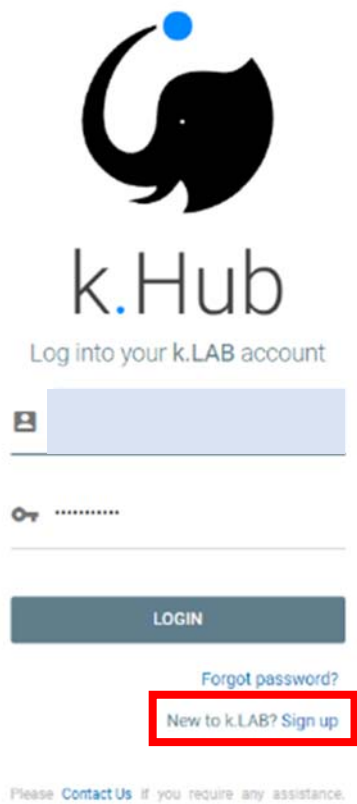 k.Hub
Log into your k.LAB account
•••••••••••
LOGIN
Forgot password?
New to k.LAB? Sign up
Please Contact Us if you require any assistance.